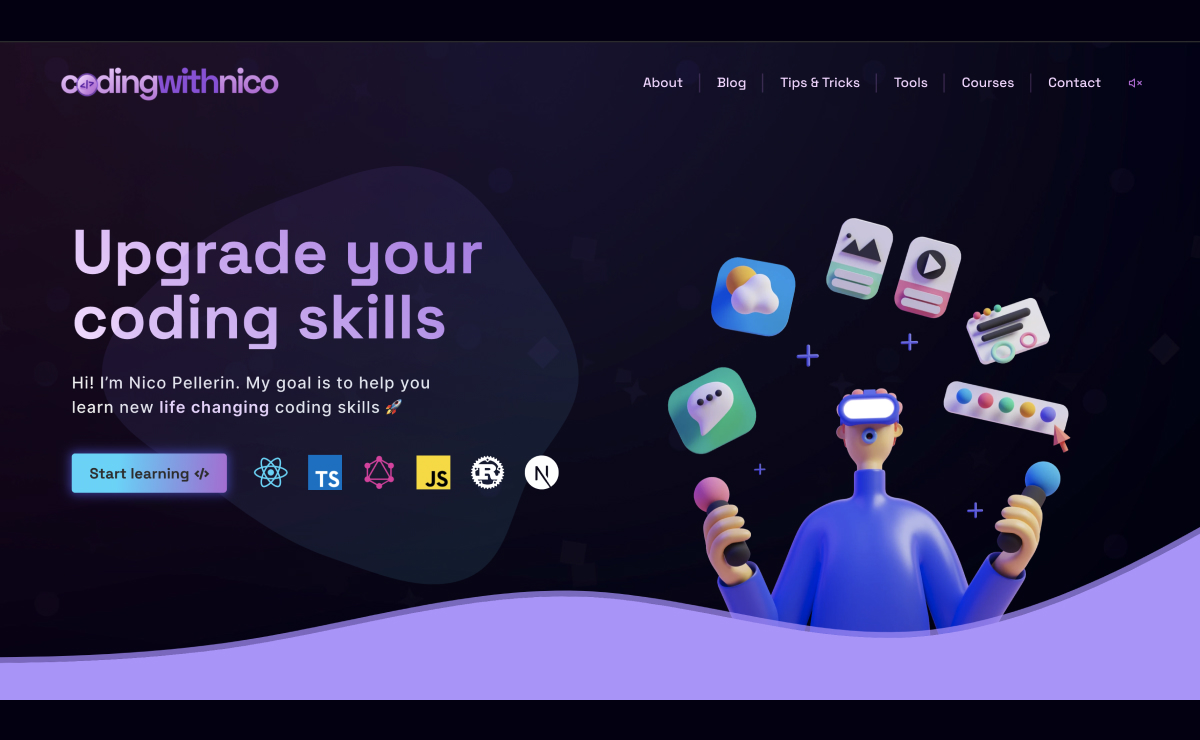 codingwithnico
About
Blog
Tips & Tricks
Tools
Courses
Contact
Upgrade your
coding skills
Hi! I'm Nico Pellerin. My goal is to help you
learn new life changing coding skills 🚀
Start learning </>
TS
JS
R
N